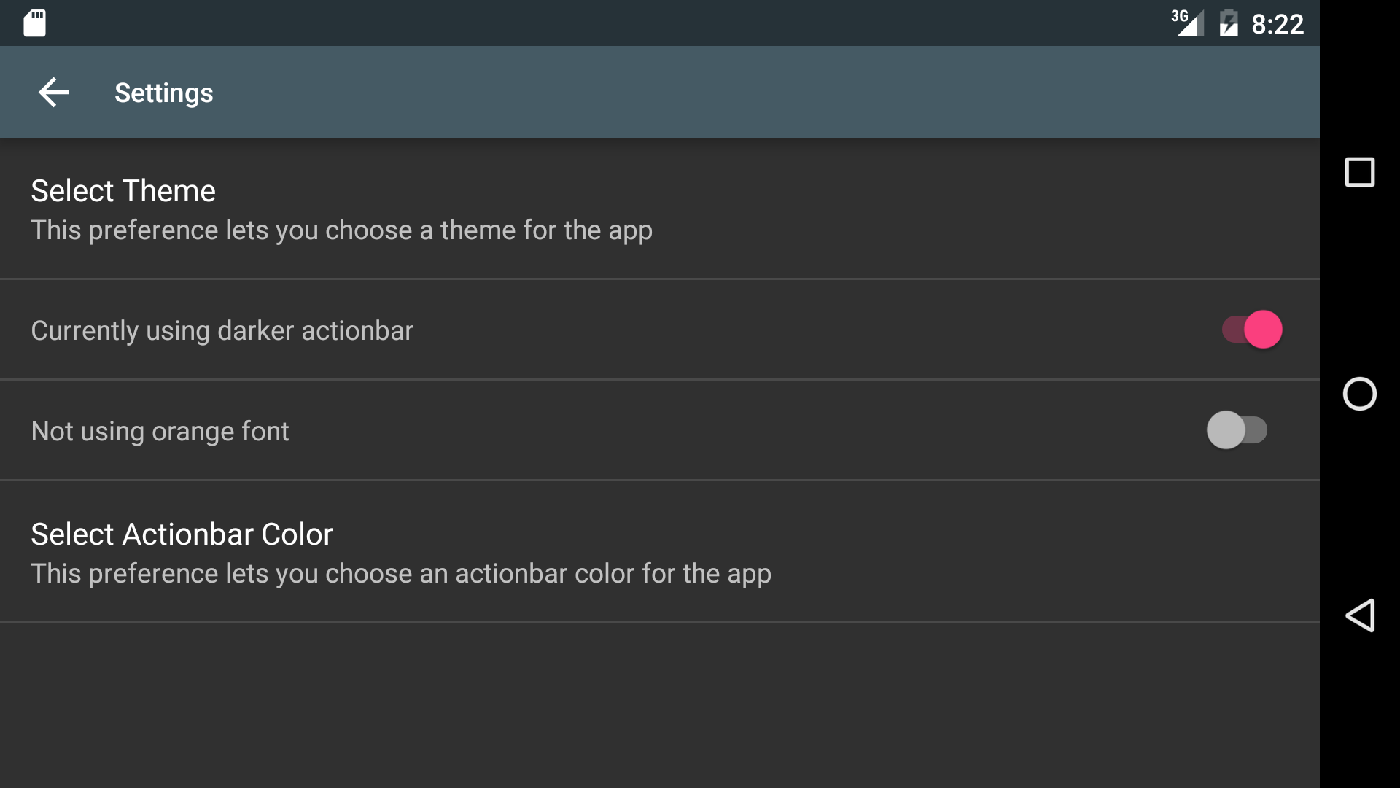 3G 8:22
Settings
Select Theme
This preference lets you choose a theme for the app
Currently using darker actionbar
Not using orange font
Select Actionbar Color
This preference lets you choose an actionbar color for the app